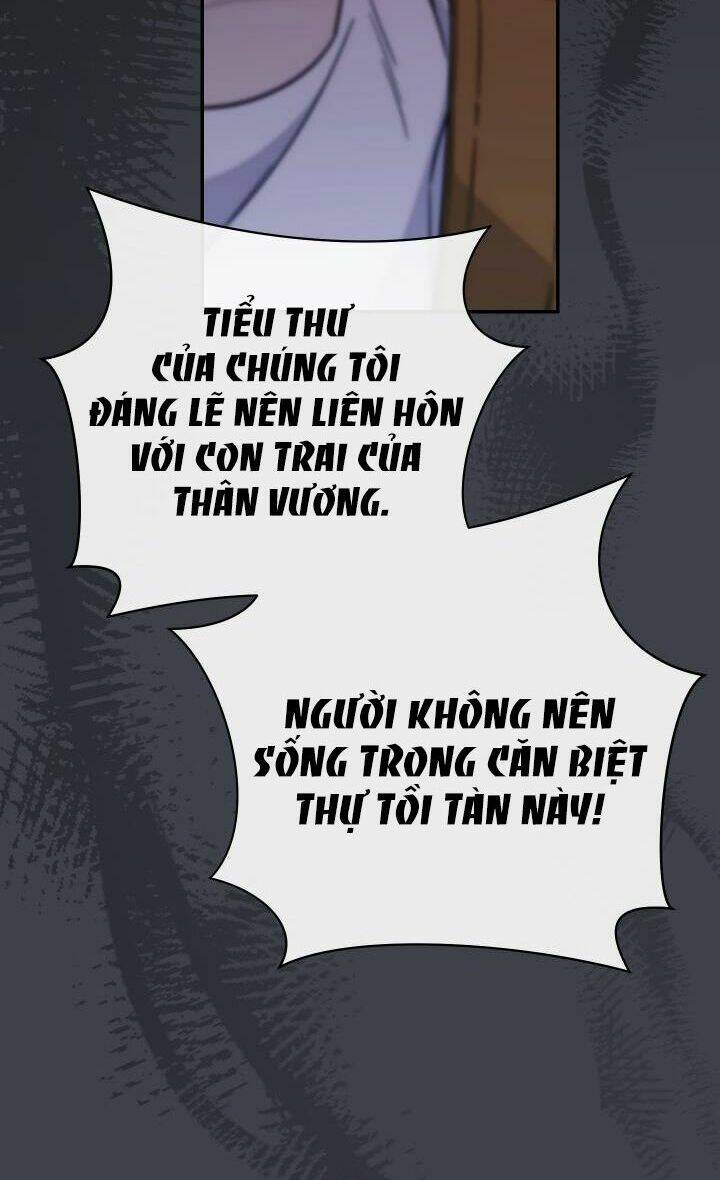 TIỂU THƯ
CỦA CHÚNG TÔI
ĐÁNG LẼ NÊN LIÊN HÔN
VỚI CON TRAI CỦA
THÂN VƯƠNG.
NGƯỜI KHÔNG NÊN
SỐNG TRONG CĂN BIỆT
THỰ TỒI TÀN NÀY!